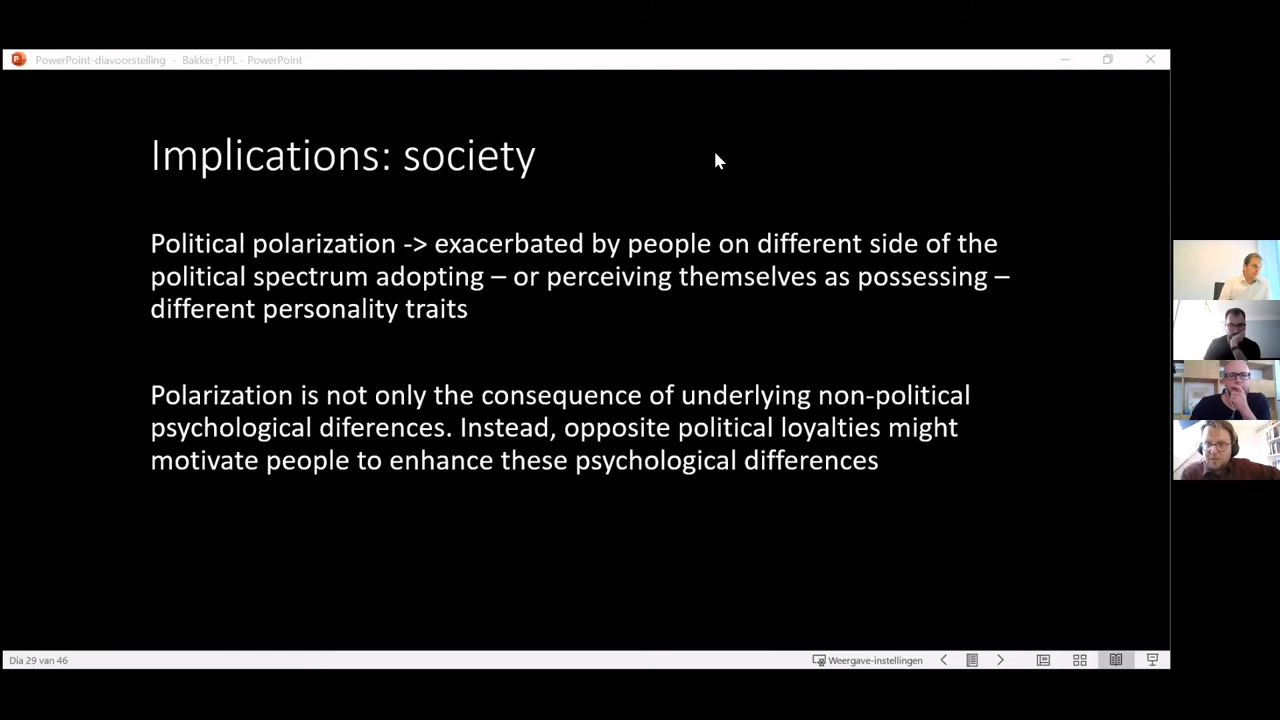 PowerPoint-diavoorstelling - Bakker_HPL - PowerPoint
Implications: society
Political polarization -> exacerbated by people on different side of the
political spectrum adopting – or perceiving themselves as possessing –
different personality traits
Polarization is not only the consequence of underlying non-political
psychological diferences. Instead, opposite political loyalties might
motivate people to enhance these psychological differences
Dia 29 van 46
Weergave-instellingen